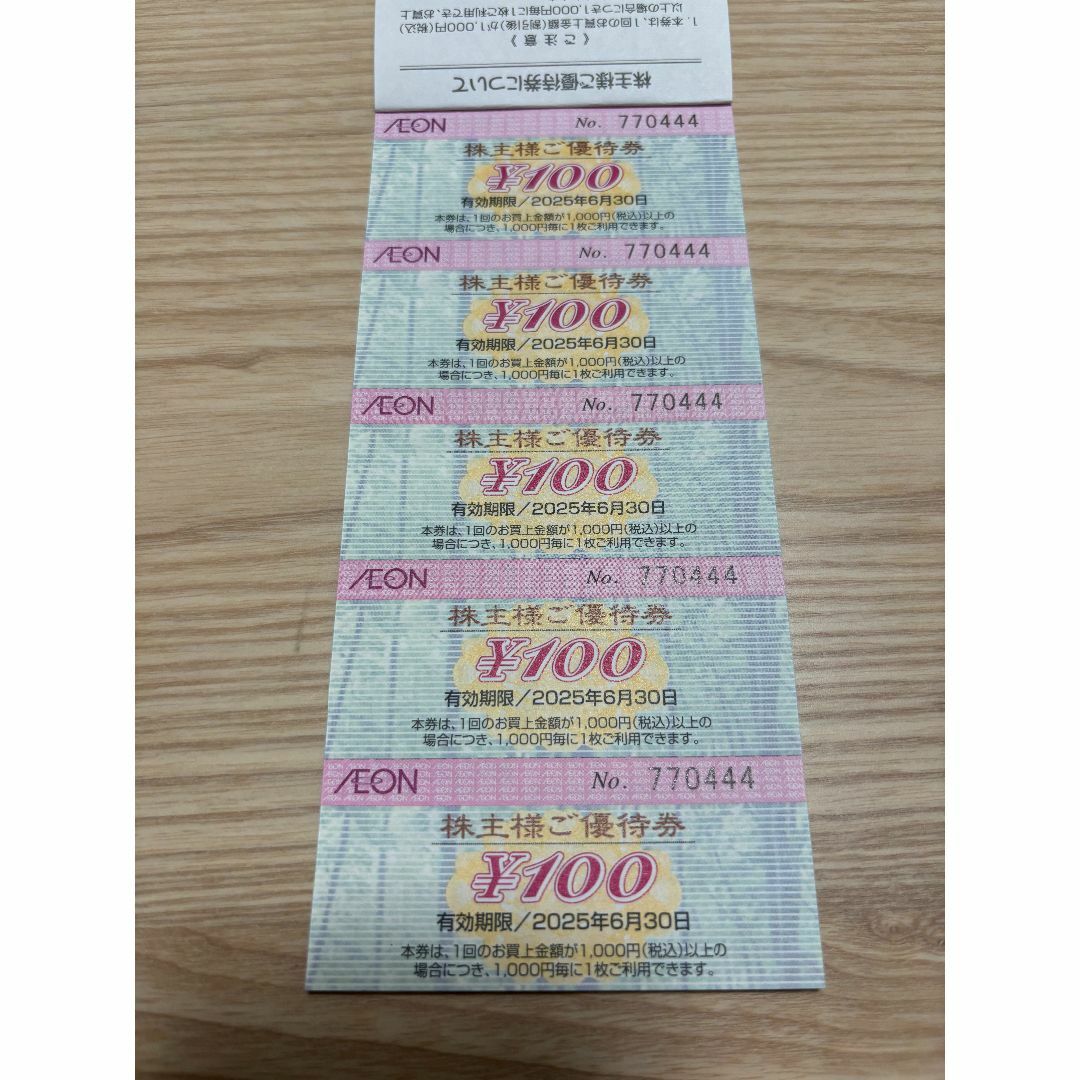 株主様ご優待券について
《ご注意》
1. 本券は、1回のお買上金額(割引後)が1,000円(税込)
以上の場合につき1,000円毎に1枚ご利用でき、お買上
ÆON No. 770444
株主様ご優待券
¥100
有効期限/2025年6月30日
本券は、1回のお買上金額が1,000円(税込)以上の
場合につき、1,000円毎に1枚ご利用できます。
ÆON No. 770444
株主様ご優待券
¥100
有効期限/2025年6月30日
本券は、1回のお買上金額が1,000円(税込)以上の
場合につき、1,000円毎に1枚ご利用できます。
ÆON No. 770444
株主様ご優待券
¥100
有効期限/2025年6月30日
本券は、1回のお買上金額が1,000円(税込)以上の
場合につき、1,000円毎に1枚ご利用できます。
ÆON No. 770444
株主様ご優待券
¥100
有効期限/2025年6月30日
本券は、1回のお買上金額が1,000円(税込)以上の
場合につき、1,000円毎に1枚ご利用できます。
ÆON No. 770444
株主様ご優待券
¥100
有効期限/2025年6月30日
本券は、1回のお買上金額が1,000円(税込)以上の
場合につき、1,000円毎に1枚ご利用できます。